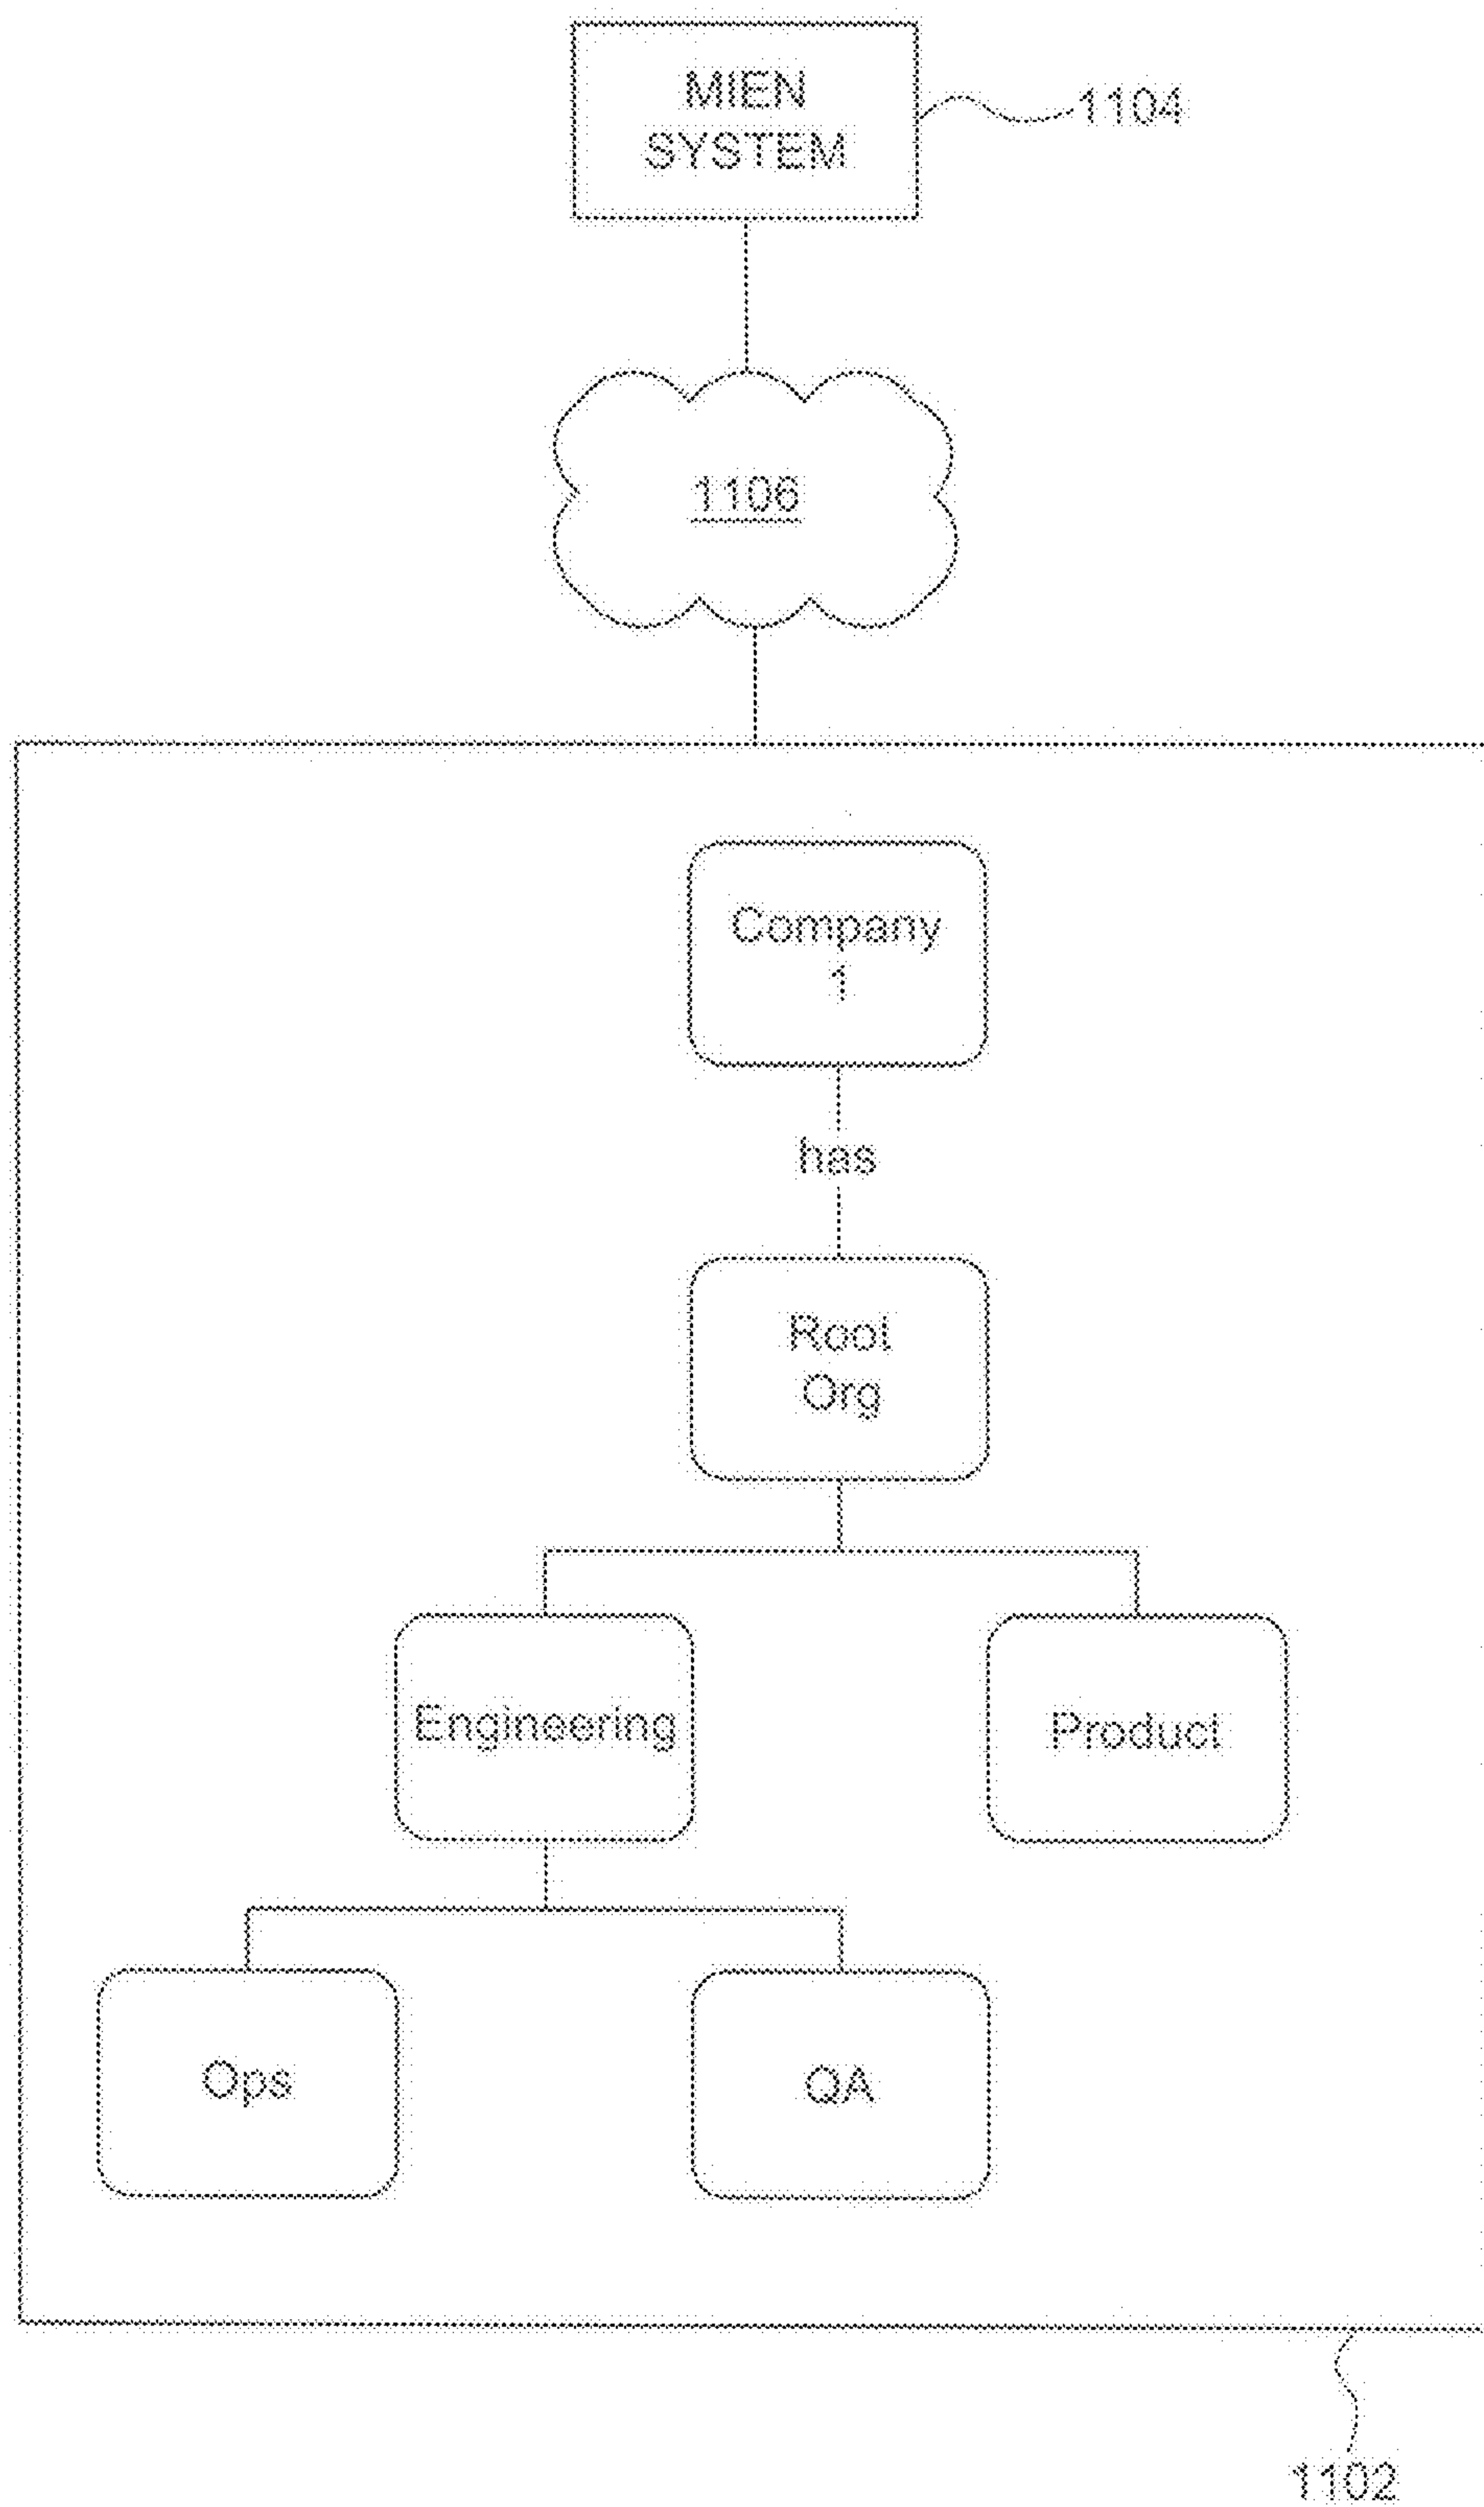 MIEN
SYSTEM
1104
1106
Company
1
has
Root
Org
Engineering
Product
Ops
QA
1102